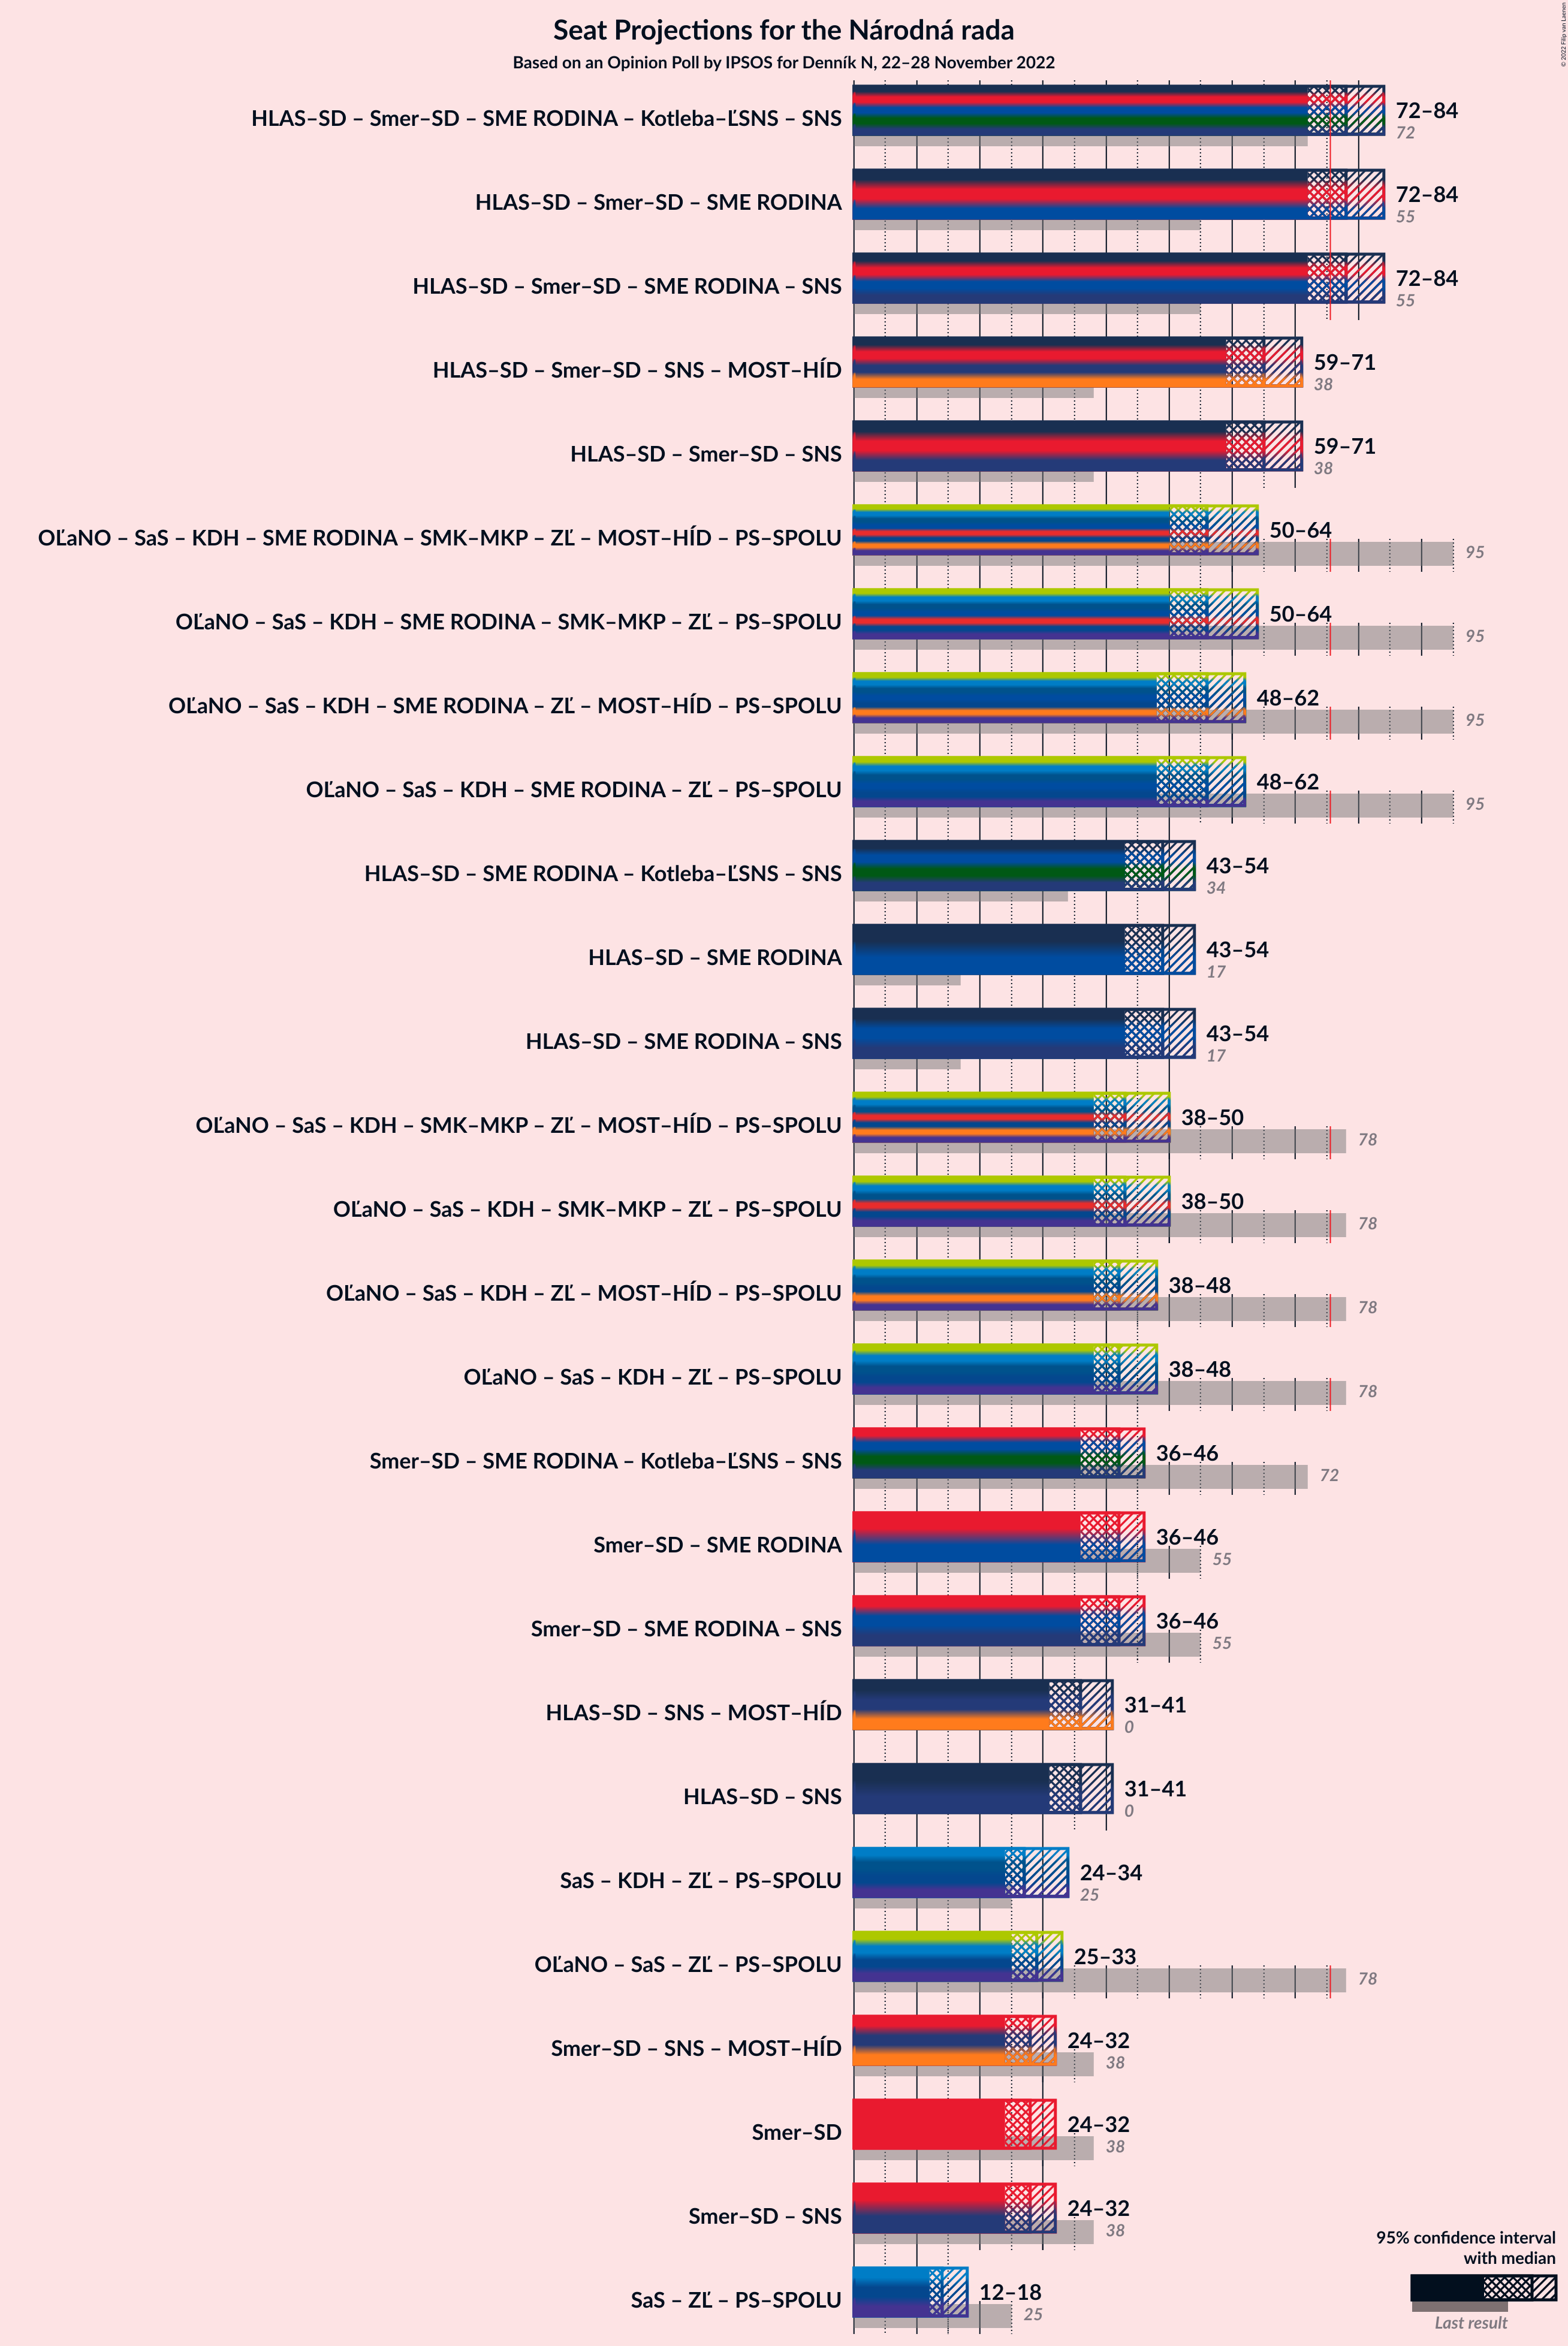 © 2022 Filip van Laenen
Seat Projections for the Národná rada
Based on an Opinion Poll by IPSOS for Denník N, 22–28 November 2022
HLAS–SD – Smer–SD – SME RODINA – Kotleba–ĽSNS – SNS
72–84
72
HLAS–SD – Smer–SD – SME RODINA
72–84
55
HLAS–SD – Smer–SD – SME RODINA – SNS
72–84
55
HLAS–SD – Smer–SD – SNS – MOST–HÍD
59–71
38
HLAS–SD – Smer–SD – SNS
59–71
38
OĽaNO – SaS – KDH – SME RODINA – SMK–MKP – ZĽ – MOST–HÍD – PS–SPOLU
50–64
95
OĽaNO – SaS – KDH – SME RODINA – SMK–MKP – ZĽ – PS–SPOLU
50–64
95
OĽaNO – SaS – KDH – SME RODINA – ZĽ – MOST–HÍD – PS–SPOLU
48–62
95
OĽaNO – SaS – KDH – SME RODINA – ZĽ – PS–SPOLU
48–62
95
HLAS–SD – SME RODINA – Kotleba–ĽSNS – SNS
43–54
34
HLAS–SD – SME RODINA
43–54
17
HLAS–SD – SME RODINA – SNS
43–54
17
OĽaNO – SaS – KDH – SMK–MKP – ZĽ – MOST–HÍD – PS–SPOLU
38–50
78
OĽaNO – SaS – KDH – SMK–MKP – ZĽ – PS–SPOLU
38–50
78
OĽaNO – SaS – KDH – ZĽ – MOST–HÍD – PS–SPOLU
38–48
78
OĽaNO – SaS – KDH – ZĽ – PS–SPOLU
38–48
78
Smer–SD – SME RODINA – Kotleba–ĽSNS – SNS
36–46
72
Smer–SD – SME RODINA
36–46
55
Smer–SD – SME RODINA – SNS
36–46
55
HLAS–SD – SNS – MOST–HÍD
31–41
0
HLAS–SD – SNS
31–41
0
SaS – KDH – ZĽ – PS–SPOLU
24–34
25
OĽaNO – SaS – ZĽ – PS–SPOLU
25–33
78
Smer–SD – SNS – MOST–HÍD
24–32
38
Smer–SD
24–32
38
Smer–SD – SNS
24–32
38
SaS – ZĽ – PS–SPOLU
12–18
25
95% confidence interval
with median
Last result